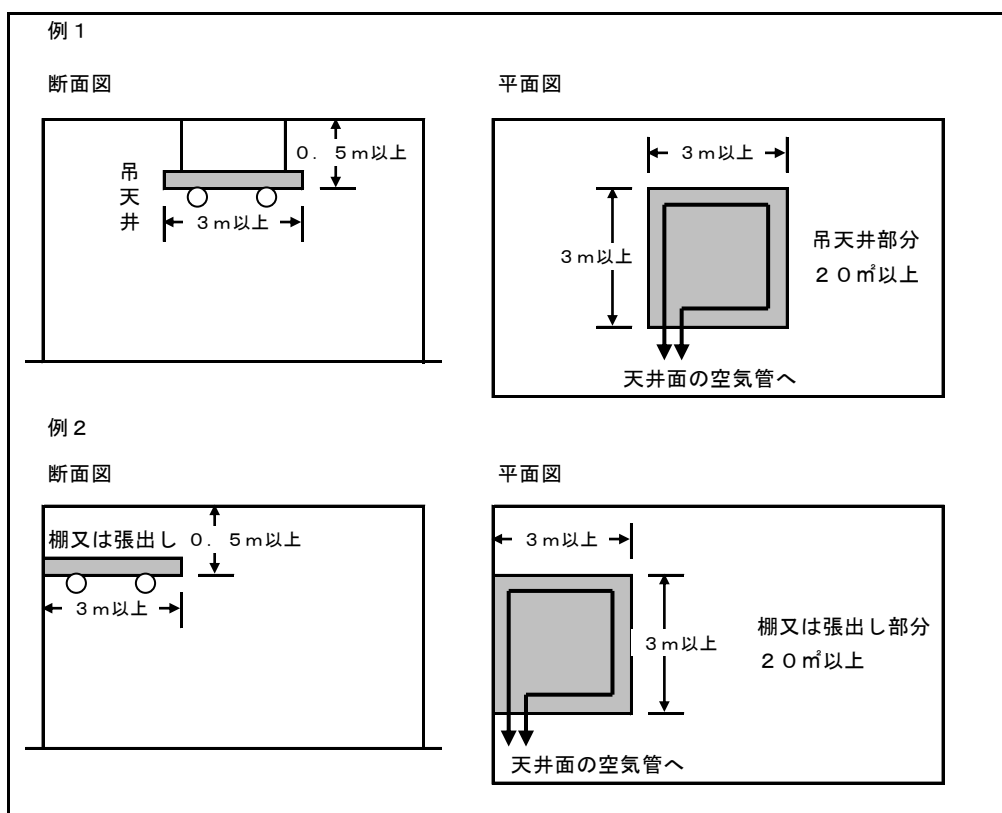 例1
断面図
平面図
吊天井
0．5m以上
3m以上
3m以上
3m以上
吊天井部分
20㎡以上
天井面の空気管へ
例2
断面図
平面図
棚又は張出し
0．5m以上
3m以上
3m以上
3m以上
棚又は張出し部分
20㎡以上
天井面の空気管へ